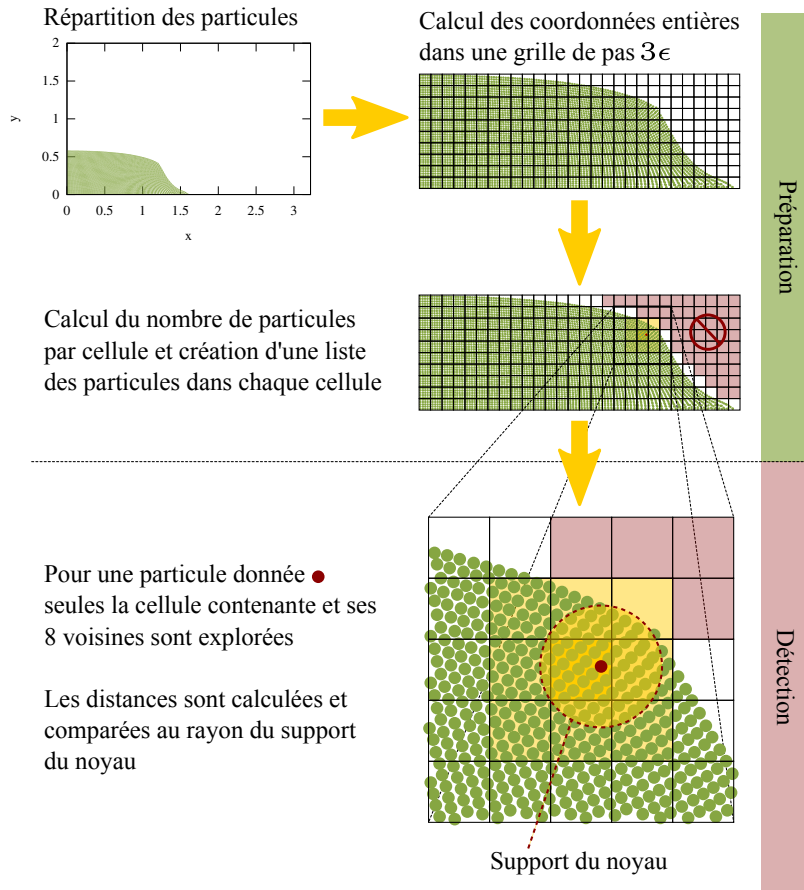 Répartition des particules
2
1.5
1
0.5
0
y
0 0.5 1 1.5 2 2.5 3
x
Calcul des coordonnées entières
dans une grille de pas 3ϵ
Préparation
Calcul du nombre de particules
par cellule et création d'une liste
des particules dans chaque cellule
Pour une particule donnée
seules la cellule contenante et ses
8 voisines sont explorées
Les distances sont calculées et
comparées au rayon du support
du noyau
Détection
Support du noyau